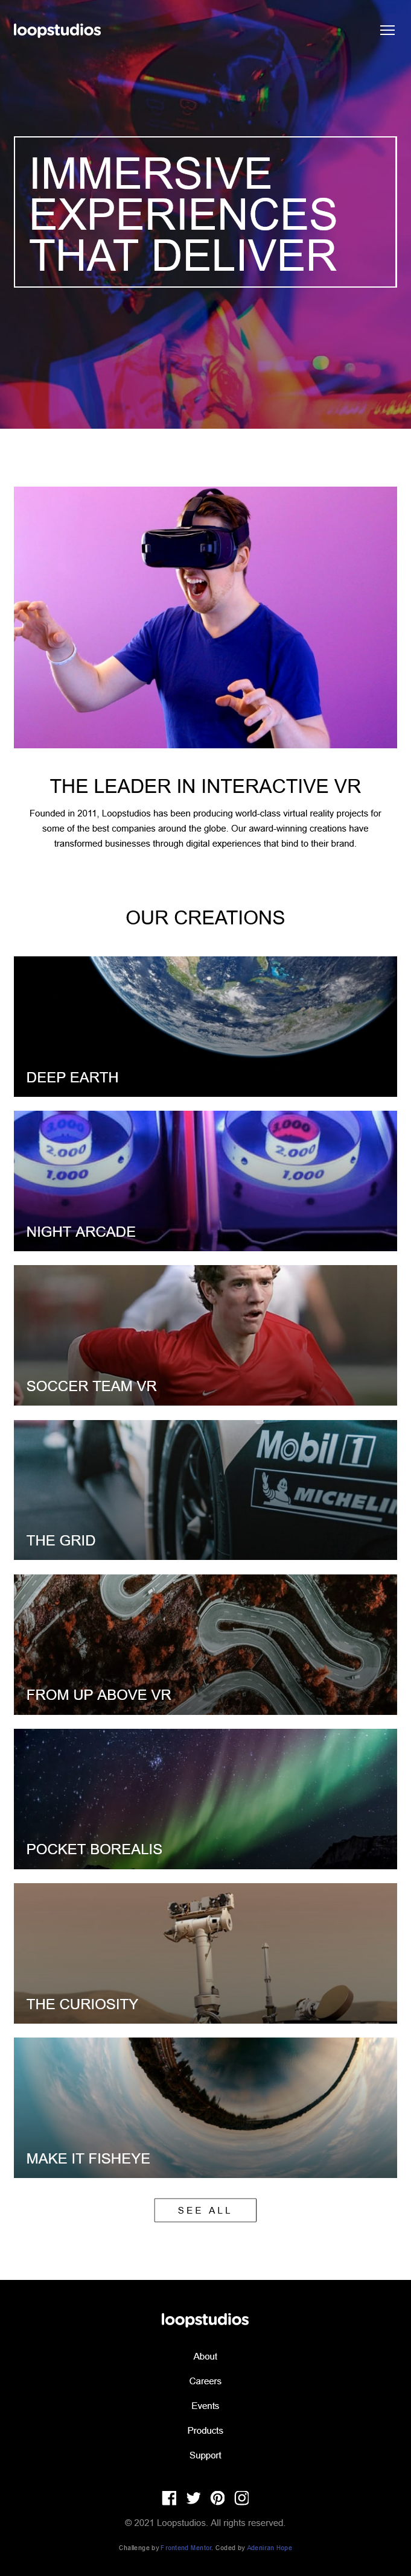 loopstudios
IMMERSIVE
EXPERIENCES
THAT DELIVER
THE LEADER IN INTERACTIVE VR
Founded in 2011, Loopstudios has been producing world-class virtual reality projects for
some of the best companies around the globe. Our award-winning creations have
transformed businesses through digital experiences that bind to their brand.
OUR CREATIONS
DEEP EARTH
3,000 3,000
2,000 2,000
1,000 1,000
NIGHT ARCADE
SOCCER TEAM VR
Mobil 1
MICHELIN
THE GRID
FROM UP ABOVE VR
POCKET BOREALIS
THE CURIOSITY
MAKE IT FISHEYE
SEE ALL
loopstudios
About
Careers
Events
Products
Support
© 2021 Loopstudios. All rights reserved.
Challenge by Frontend Mentor. Coded by Adeniran Hope